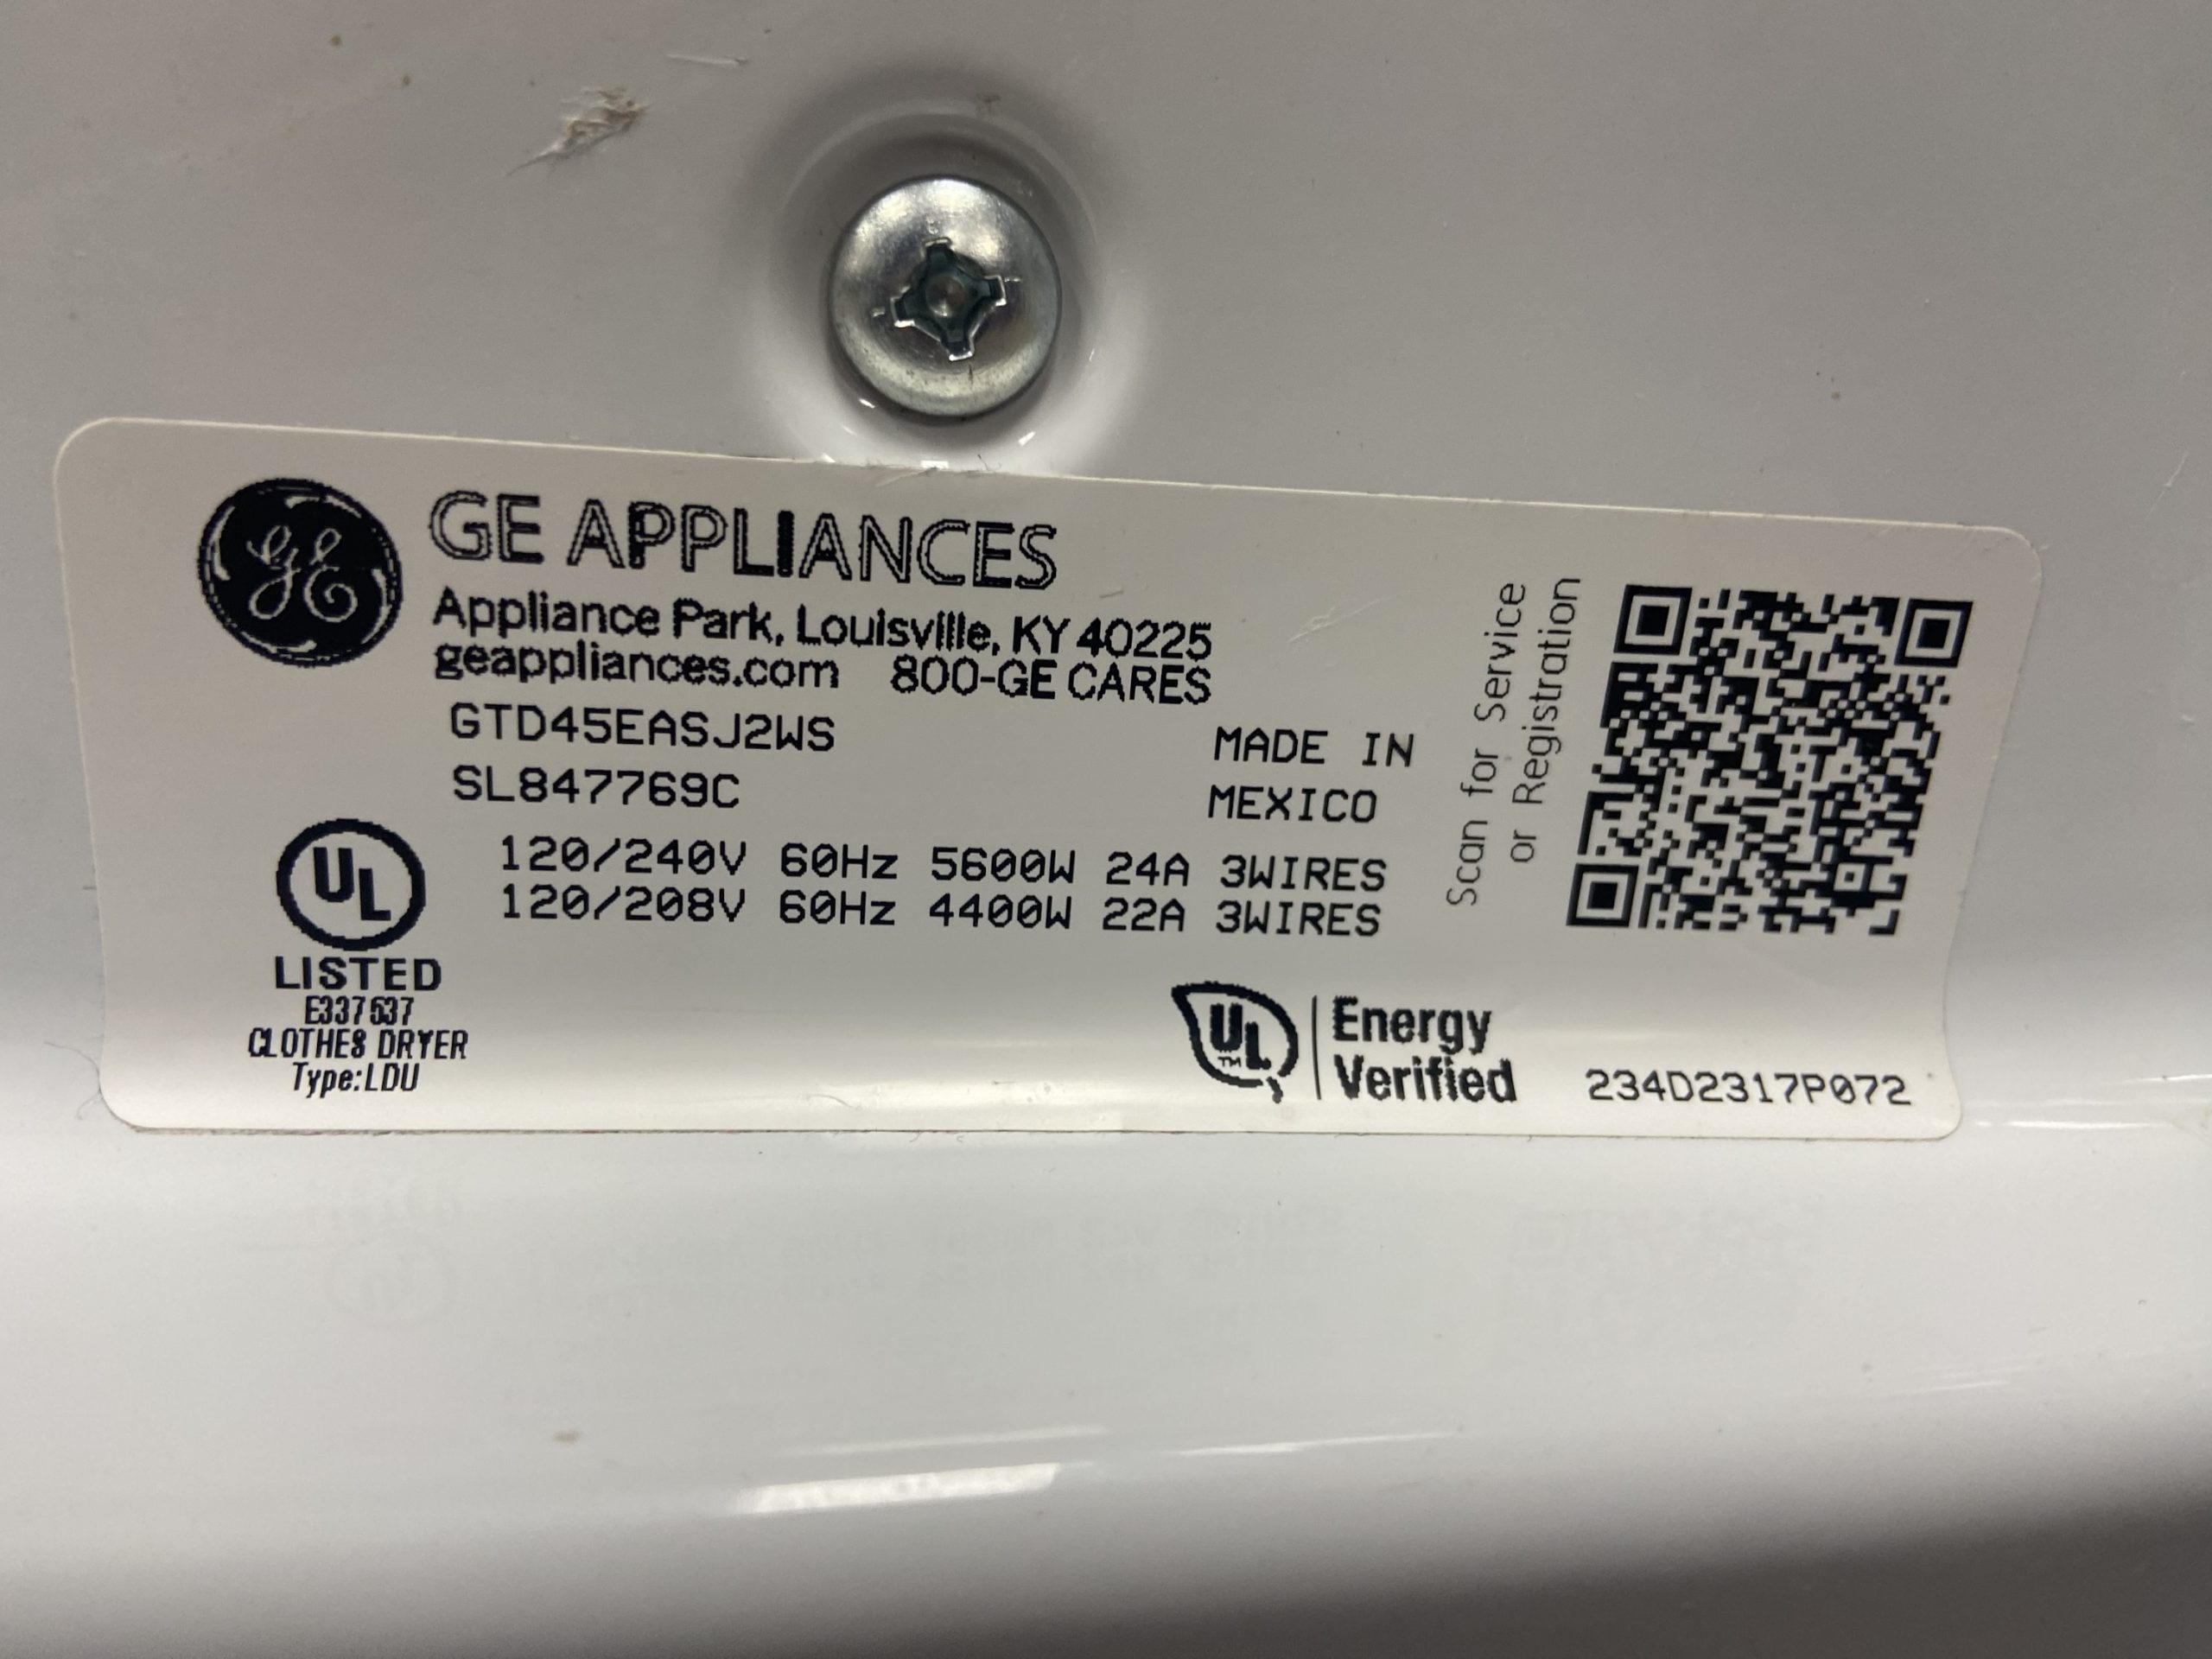 GE
GE APPLIANCES
Appliance Park, Louisville, KY 40225
geappliances.com 800-GE CARES
GTD45EASJ2WS
SL847769C
MADE IN
MEXICO
120/240V 60Hz 5600W 24A 3WIRES
120/208V 60Hz 4400W 22A 3WIRES
Scan for Service
or Registration
UL
LISTED
E337637
CLOTHES DRYER
Type:LDU
UL™
Energy
Verified
234D2317P072